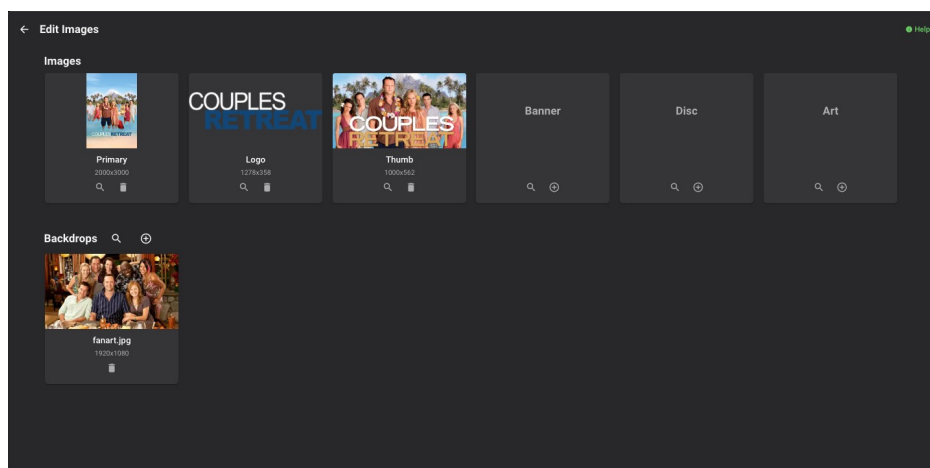 Edit Images
Help
Images
COUPLES
RETREAT
COUPLES RETREAT
COUPLES
RETREAT
Banner
Disc
Art
Primary
Logo
Thumb
2000x3000
1278x358
1000x562
Backdrops
fanart.jpg
1920x1080